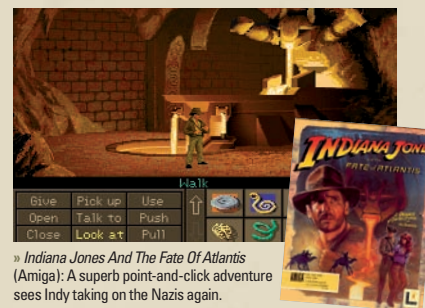 Walk
Give Pick up Use
Open Talk to Push
Close Look at Pull
INDIANA JONES
FATE of ATLANTIS
» Indiana Jones And The Fate Of Atlantis
(Amiga): A superb point-and-click adventure
sees Indy taking on the Nazis again.